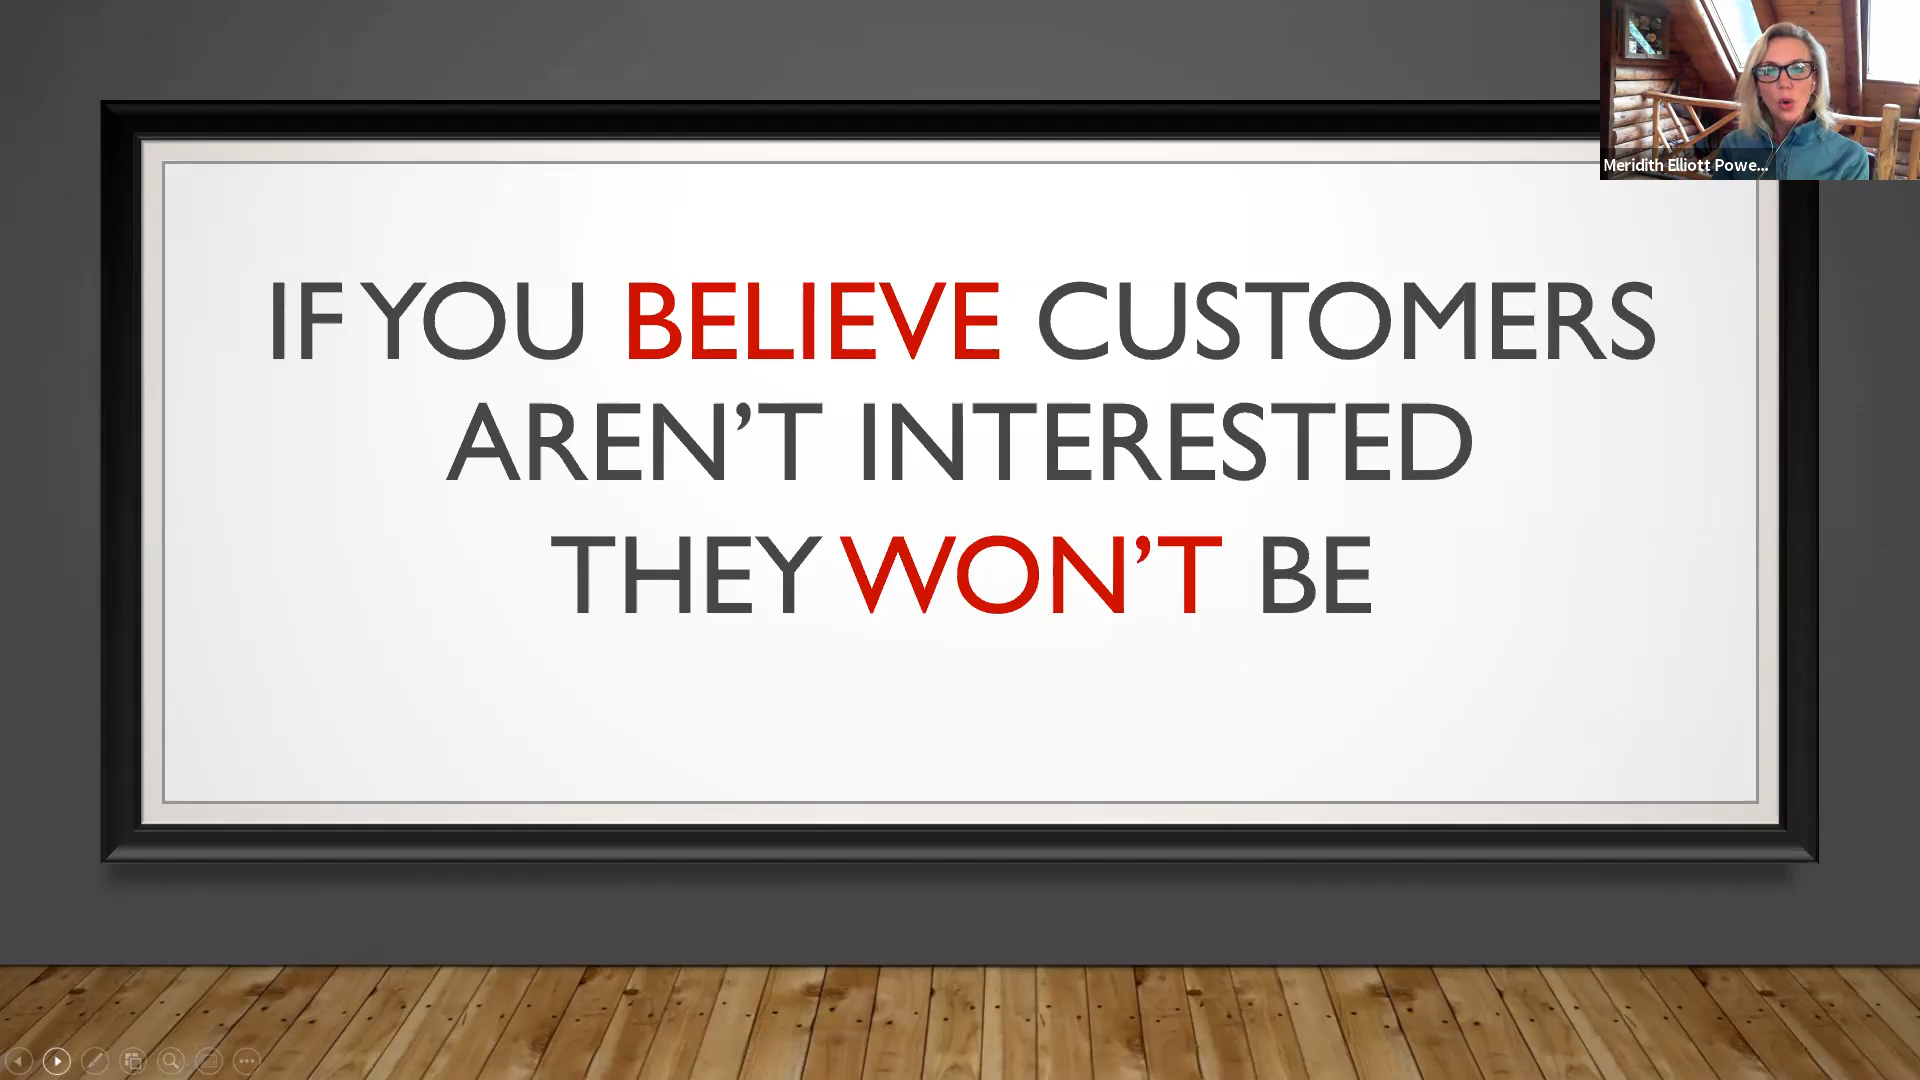 Meridith Elliott Powe...
IF YOU BELIEVE CUSTOMERS
AREN’T INTERESTED
THEY WON’T BE